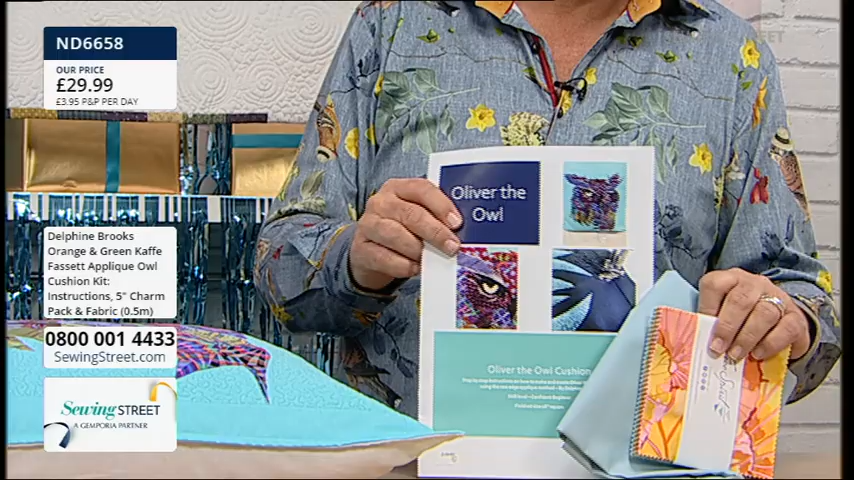 ND6658
OUR PRICE
£29.99
£3.95 P&P PER DAY
Delphine Brooks
Orange & Green Kaffe
Fassett Applique Owl
Cushion Kit:
Instructions, 5" Charm
Pack & Fabric (0.5m)
0800 001 4433
SewingStreet.com
Sewing STREET
A GEMPORIA PARTNER
Oliver the
Owl
Oliver the Owl Cushion